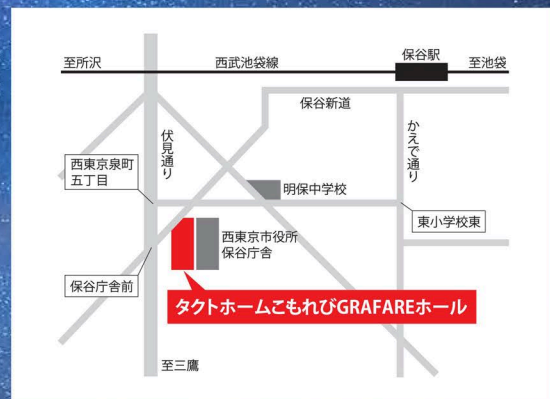 保谷駅
至所沢
西武池袋線
至池袋
保谷新道
伏見通り
かえで通り
西東京泉町
五丁目
明保中学校
東小学校東
西東京市役所
保谷庁舎
保谷庁舎前
タクトホームこもれびGRAFAREホール
至三鷹